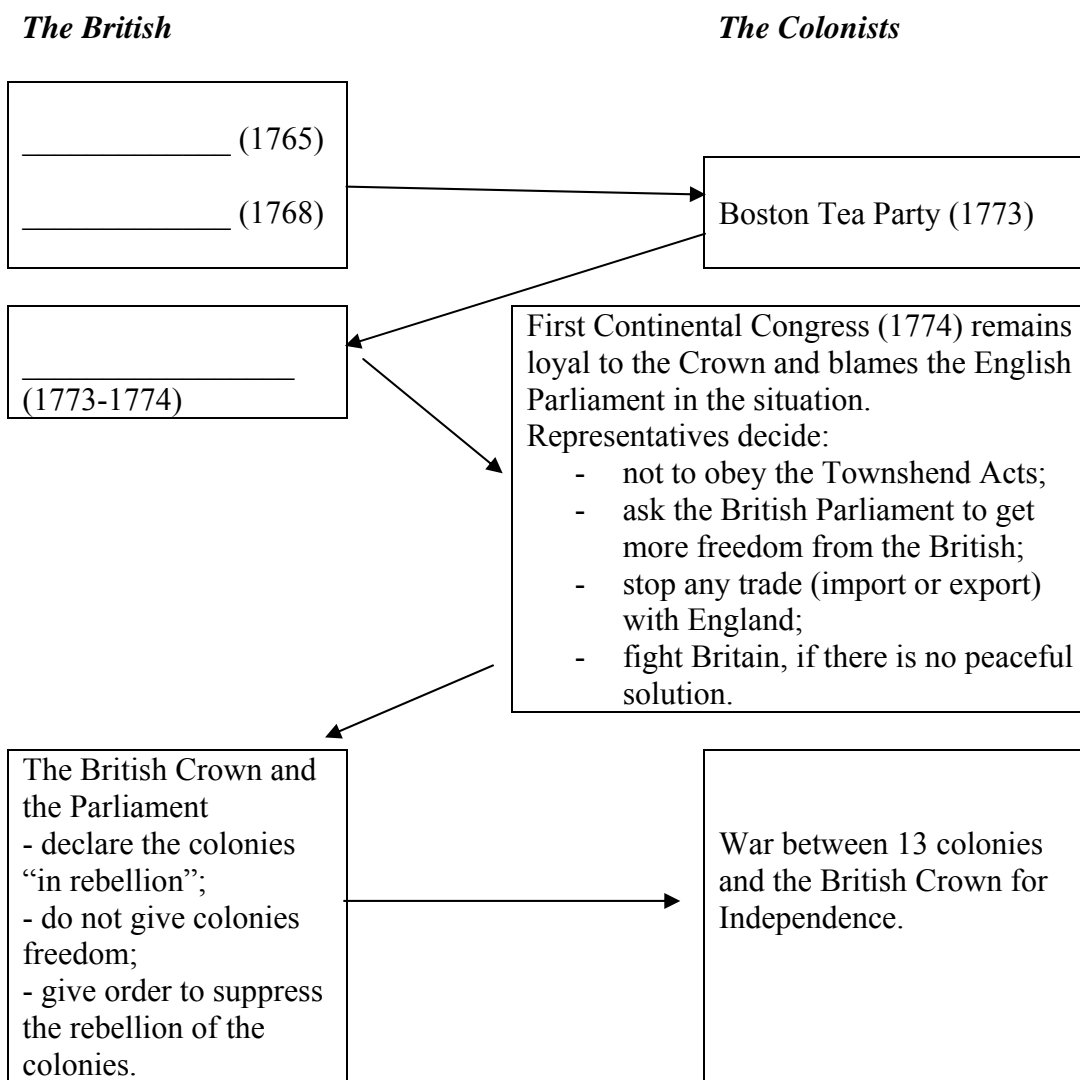 The British
The Colonists
_____________ (1765)
_____________ (1768)
Boston Tea Party (1773)
_________________
(1773-1774)
First Continental Congress (1774) remains
loyal to the Crown and blames the English
Parliament in the situation.
Representatives decide:
- not to obey the Townshend Acts;
- ask the British Parliament to get
more freedom from the British;
- stop any trade (import or export)
with England;
- fight Britain, if there is no peaceful
solution.
The British Crown and
the Parliament
- declare the colonies
“in rebellion”;
- do not give colonies
freedom;
- give order to suppress
the rebellion of the
colonies.
War between 13 colonies
and the British Crown for
Independence.